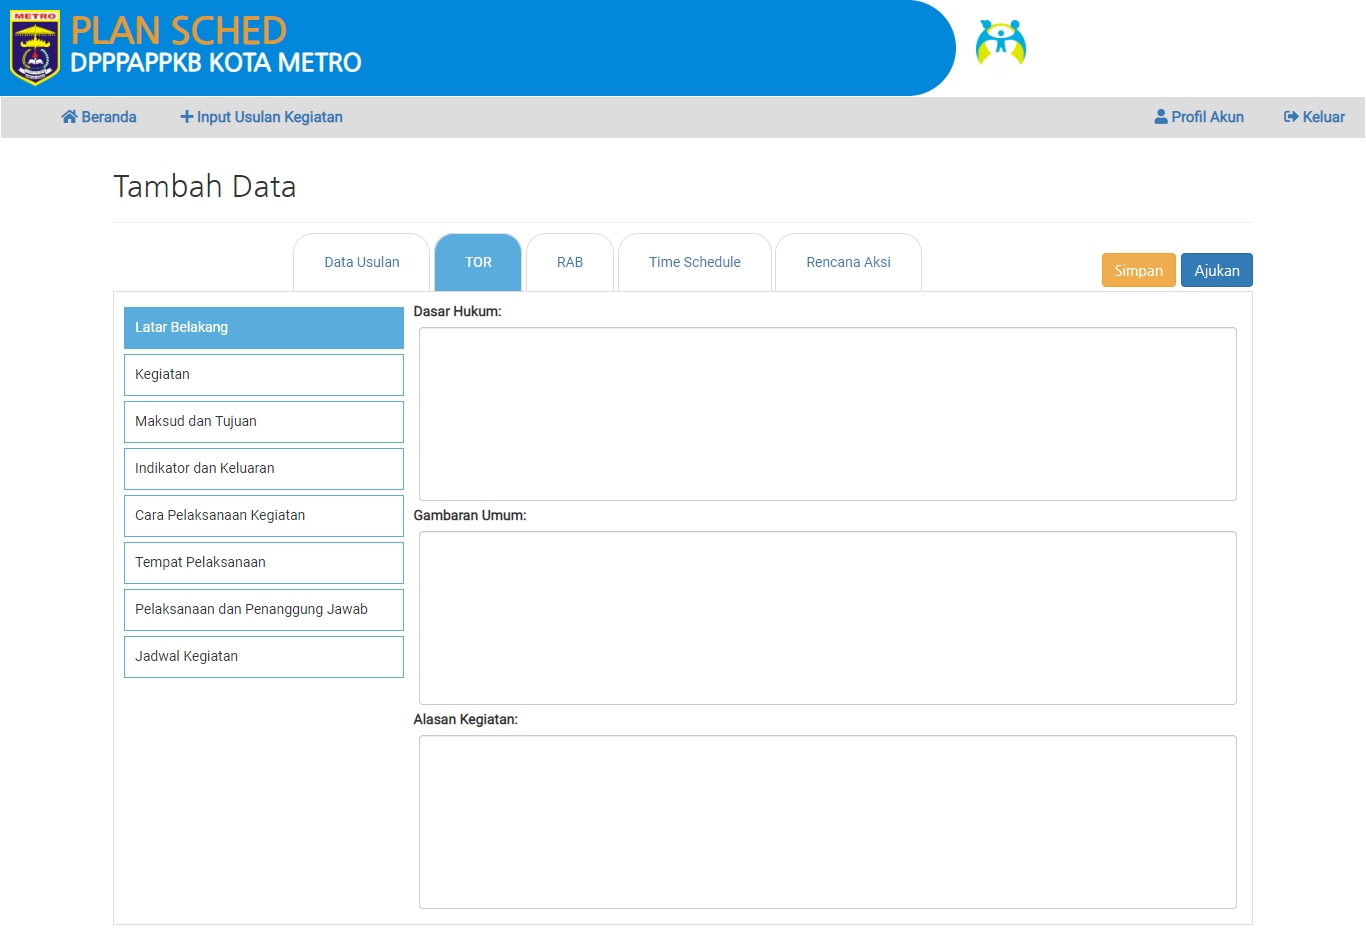 METRO
PLAN SCHED
DPPPAPPKB KOTA METRO
Beranda
Input Usulan Kegiatan
Profil Akun
Keluar
Tambah Data
Data Usulan
TOR
RAB
Time Schedule
Rencana Aksi
Simpan
Ajukan
Latar Belakang
Kegiatan
Maksud dan Tujuan
Indikator dan Keluaran
Cara Pelaksanaan Kegiatan
Tempat Pelaksanaan
Pelaksanaan dan Penanggung Jawab
Jadwal Kegiatan
Dasar Hukum:
Gambaran Umum:
Alasan Kegiatan: